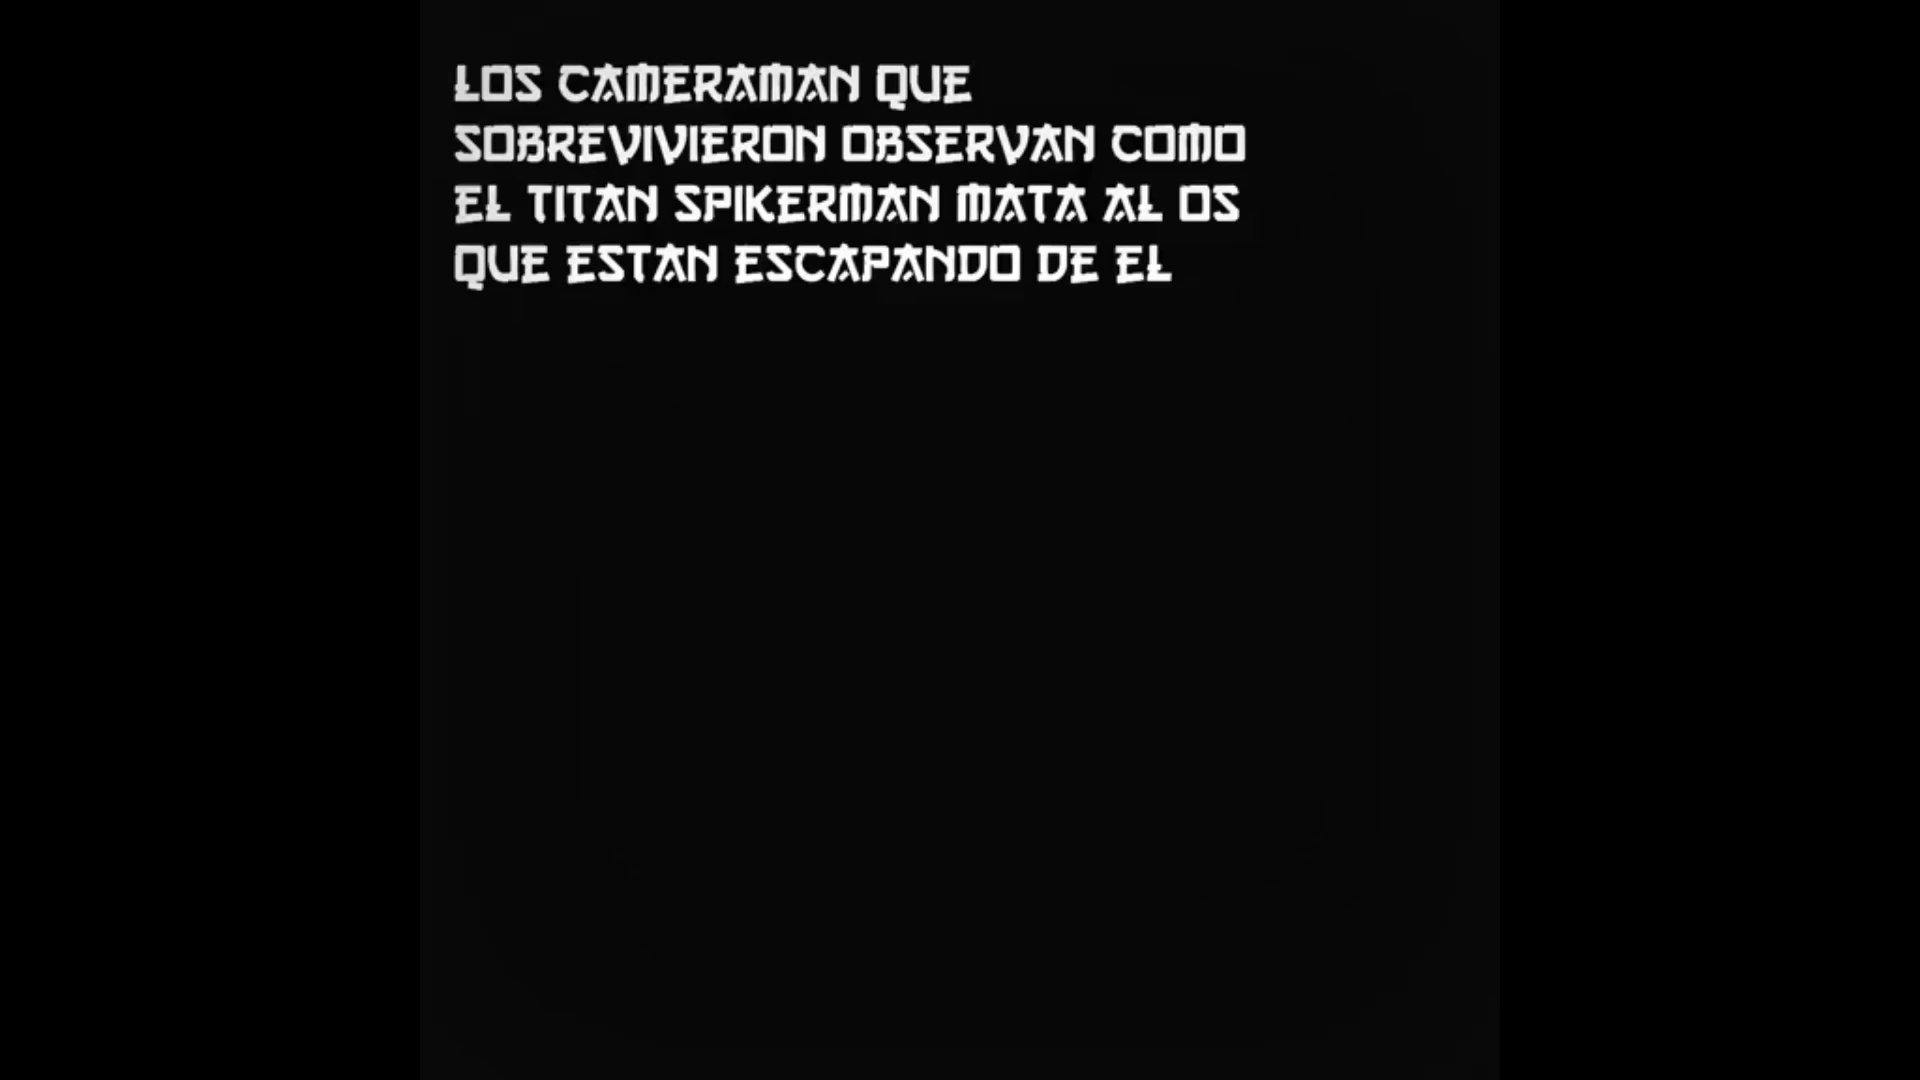 LOS CAMERAMAN QUE
SOBREVIVIERON OBSERVAN COMO
EL TITAN SPIKERMAN MATA AL OS
QUE ESTAN ESCAPANDO DE EL